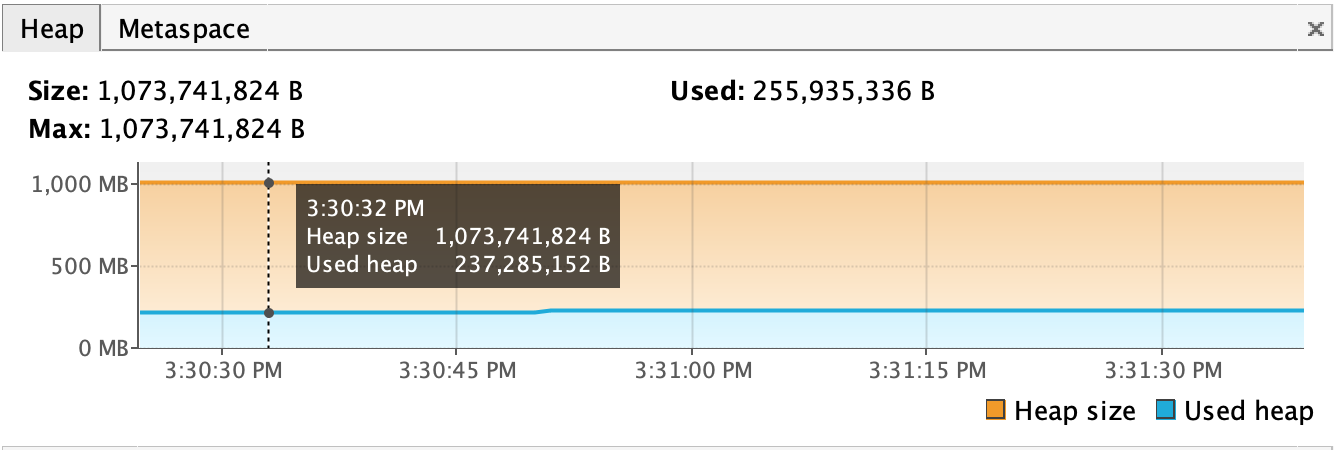 Heap Metaspace
Size: 1,073,741,824 B Used: 255,935,336 B
Max: 1,073,741,824 B
1,000 MB
3:30:32 PM
Heap size 1,073,741,824 B
500 MB
Used heap 237,285,152 B
0 MB
3:30:30 PM 3:30:45 PM 3:31:00 PM 3:31:15 PM 3:31:30 PM
Heap size Used heap